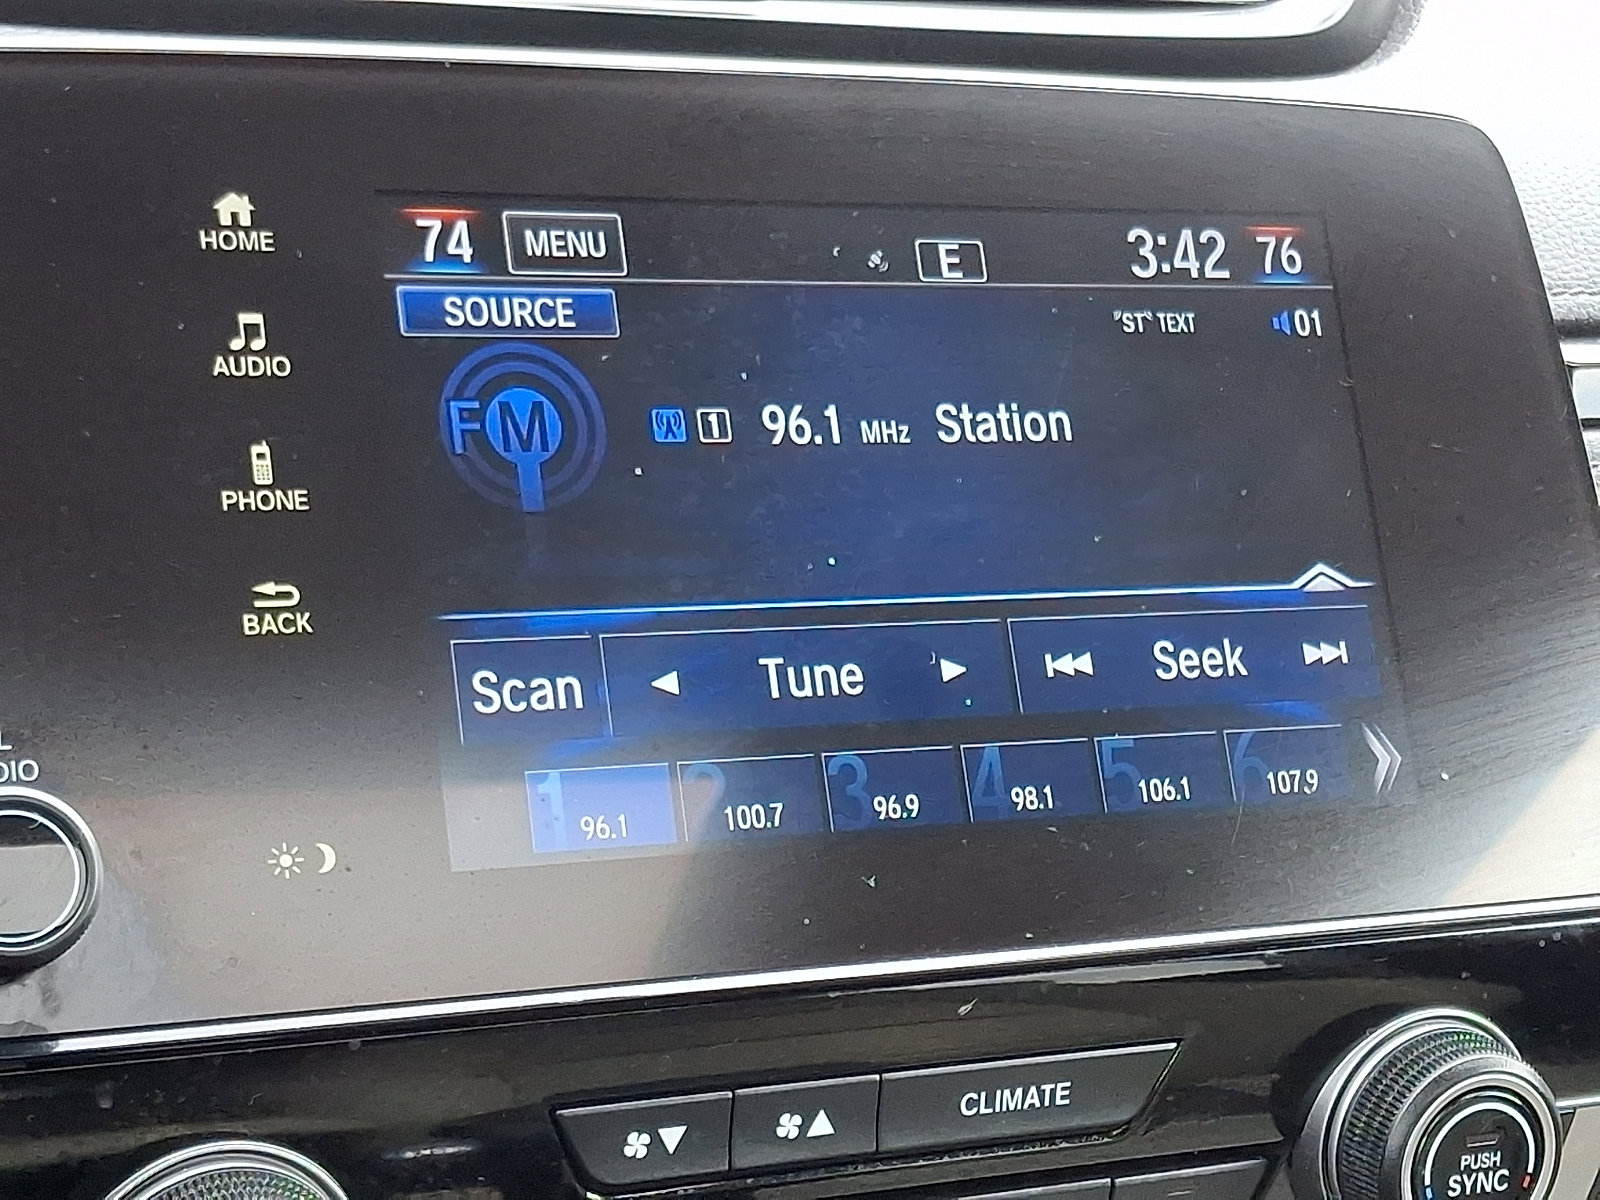 HOME
AUDIO
PHONE
BACK
74 MENU E 3:42 76
SOURCE "ST" TEXT 01
FM 1 96.1 MHz Station
Scan Tune Seek
1 96.1 2 100.7 3 96.9 4 98.1 5 106.1 6 107.9
CLIMATE
PUSH
SYNC